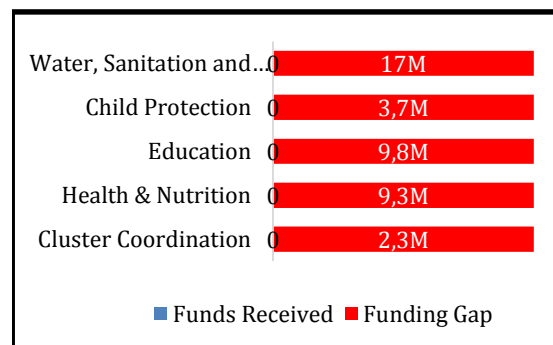 Water, Sanitation and... 0 17M
Child Protection 0 3,7M
Education 0 9,8M
Health & Nutrition 0 9,3M
Cluster Coordination 0 2,3M
Funds Received Funding Gap